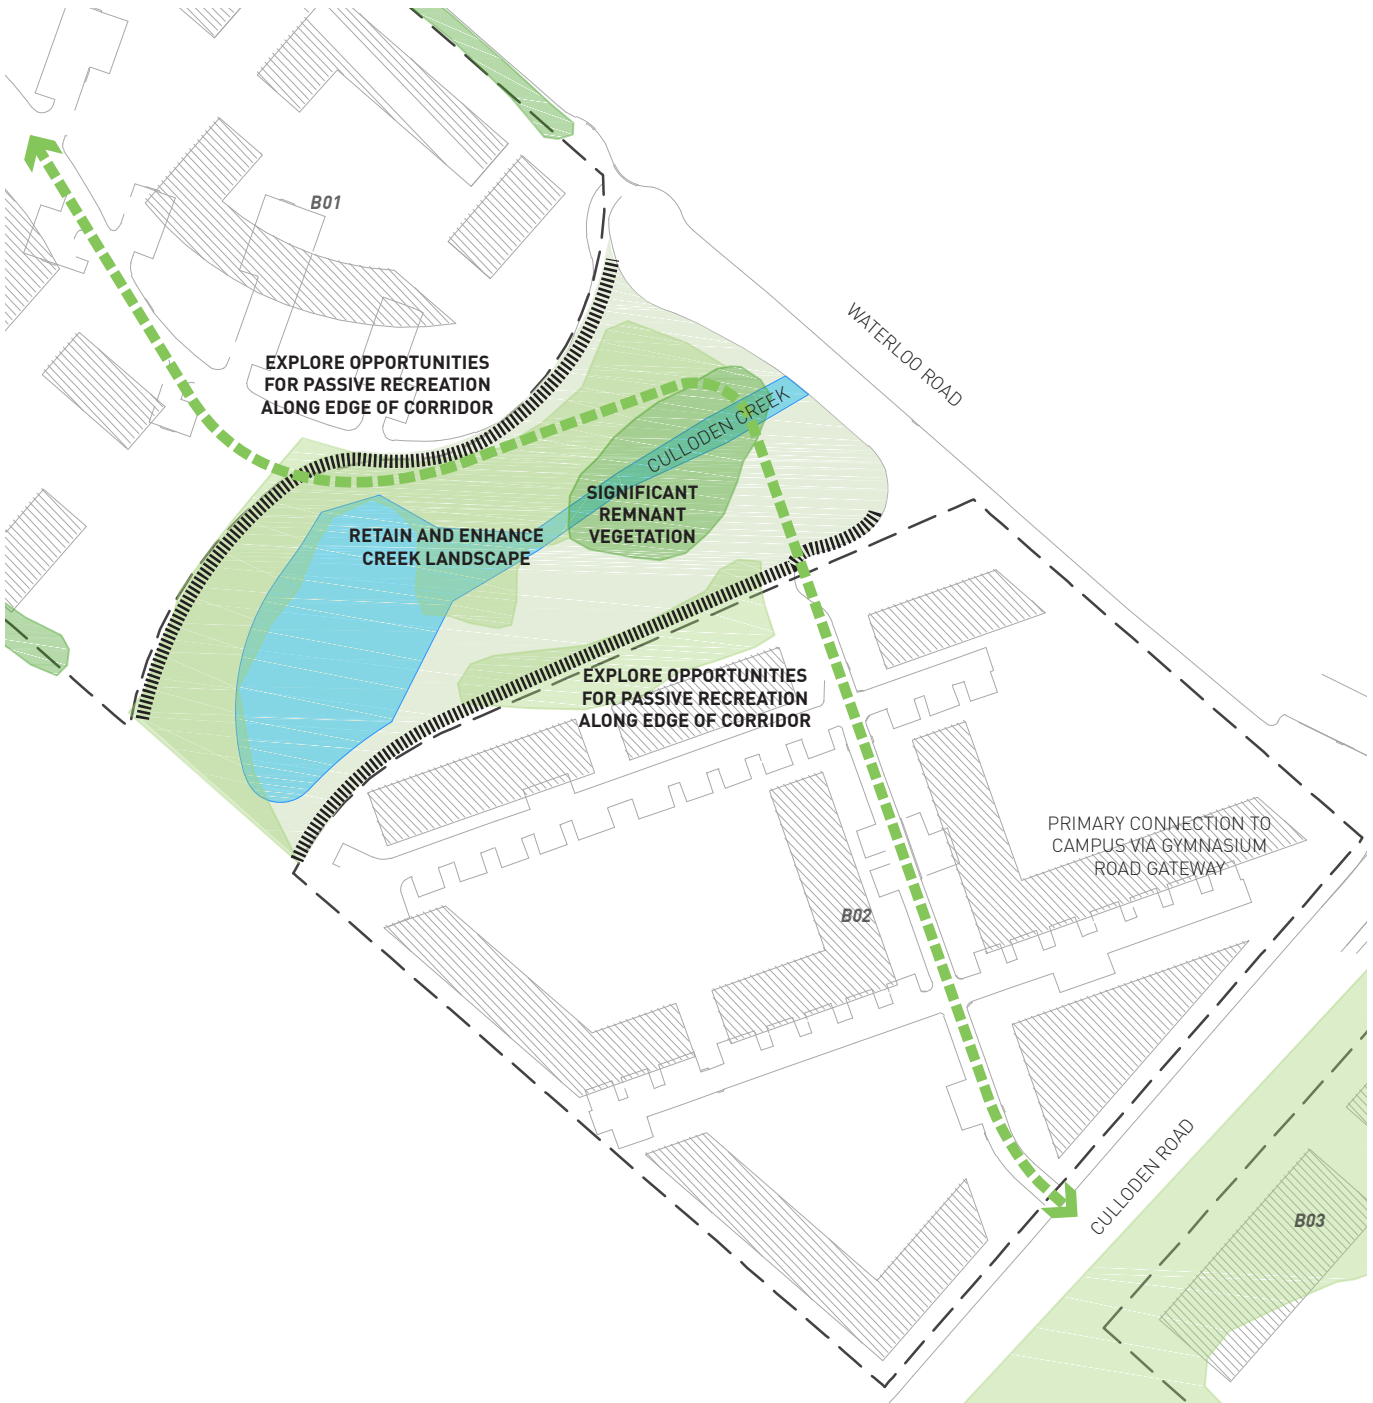 B01
WATERLOO ROAD
EXPLORE OPPORTUNITIES
FOR PASSIVE RECREATION
ALONG EDGE OF CORRIDOR
CULLODEN CREEK
SIGNIFICANT
REMNANT
VEGETATION
RETAIN AND ENHANCE
CREEK LANDSCAPE
EXPLORE OPPORTUNITIES
FOR PASSIVE RECREATION
ALONG EDGE OF CORRIDOR
PRIMARY CONNECTION TO
CAMPUS VIA GYMNASIUM
ROAD GATEWAY
B02
CULLODEN ROAD
B03